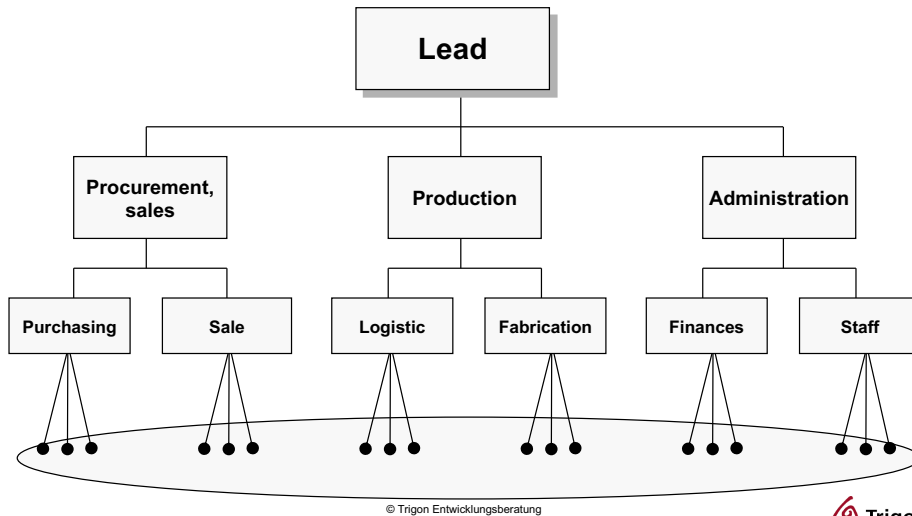 Lead
Procurement,
sales
Production
Administration
Purchasing
Sale
Logistic
Fabrication
Finances
Staff
© Trigon Entwicklungsberatung